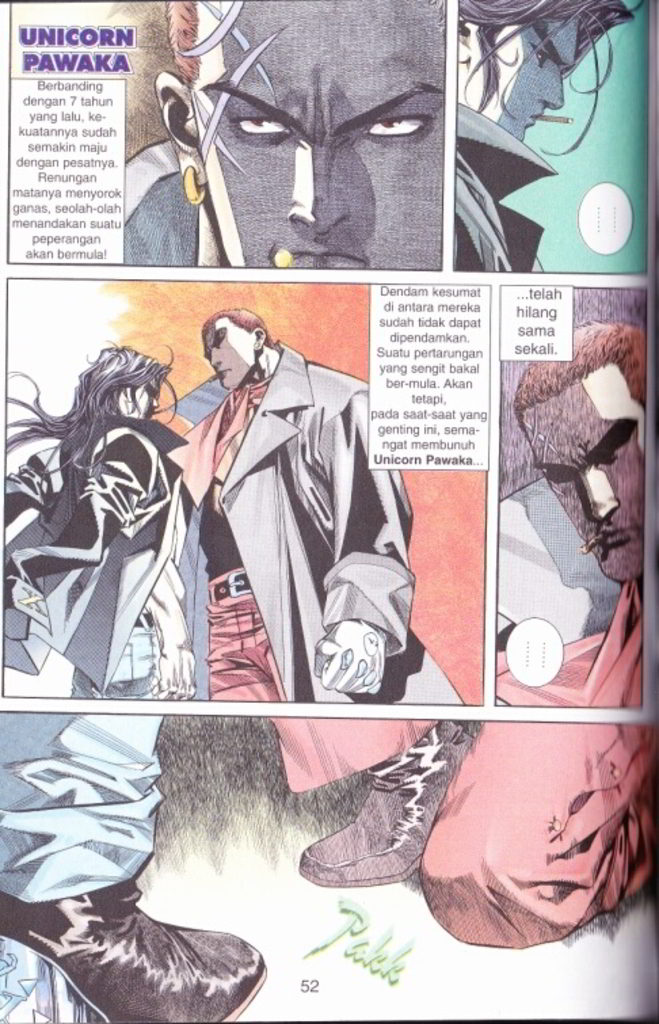 UNICORN
PAWAKA
Berbanding
dengan 7 tahun
yang lalu, ke-
kuatannya sudah
semakin maju
dengan pesatnya.
Renungan
matanya menyorok
ganas, seolah-olah
menandakan suatu
peperangan
akan bermula!
Dendam kesumat
di antara mereka
sudah tidak dapat
dipendamkan.
Suatu pertarungan
yang sengit bakal
ber-mula. Akan
tetapi,
pada saat-saat yang
genting ini, sema-
ngat membunuh
Unicorn Pawaka...
...telah
hilang
sama
sekali.
Pakk
52